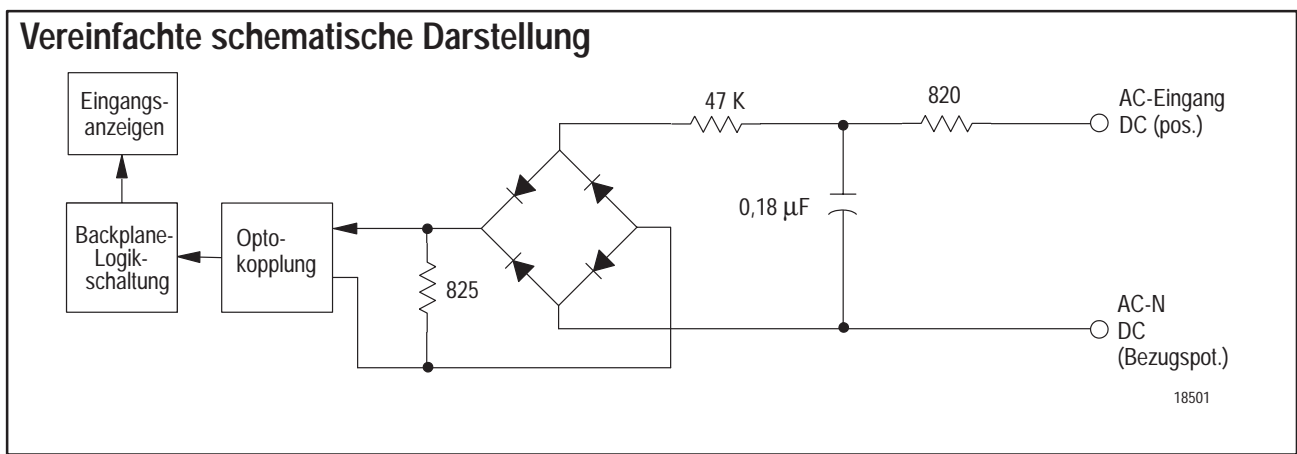 Vereinfachte schematische Darstellung
Eingangs-
anzeigen
47 K
820
AC-Eingang
DC (pos.)
0,18 µF
Backplane-
Logik-
schaltung
Opto-
kopplung
825
AC-N
DC
(Bezugspot.)
18501